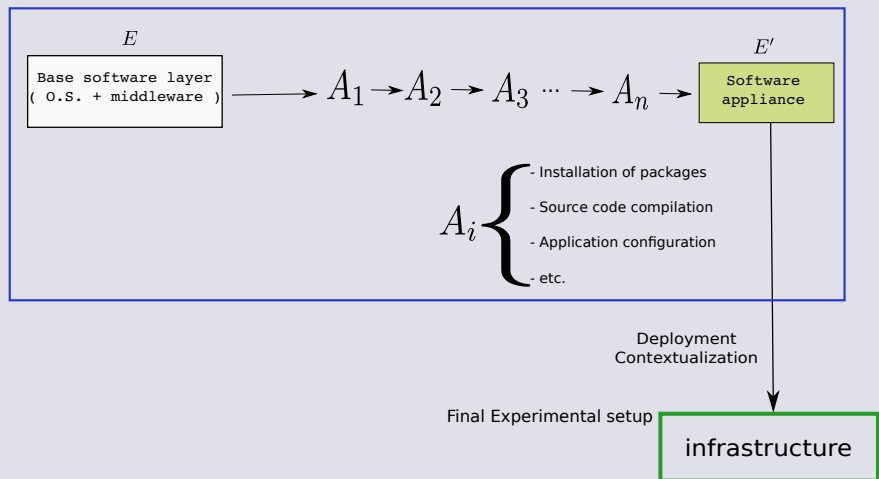 E
E′
Base software layer
( O.S. + middleware )
A1 A2 A3 ... An
Software
appliance
Ai
- Installation of packages
- Source code compilation
- Application configuration
- etc.
Deployment
Contextualization
Final Experimental setup
infrastructure